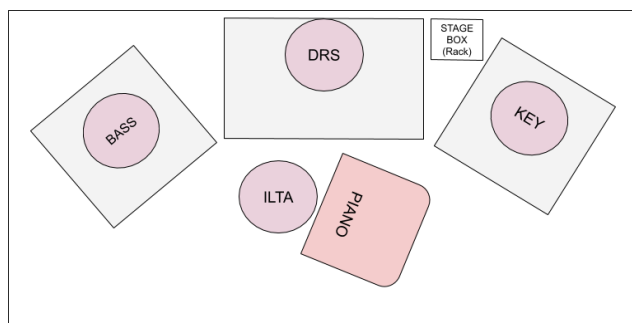 DRS
STAGE
BOX
(Rack)
BASS
KEY
ILTA
PIANO